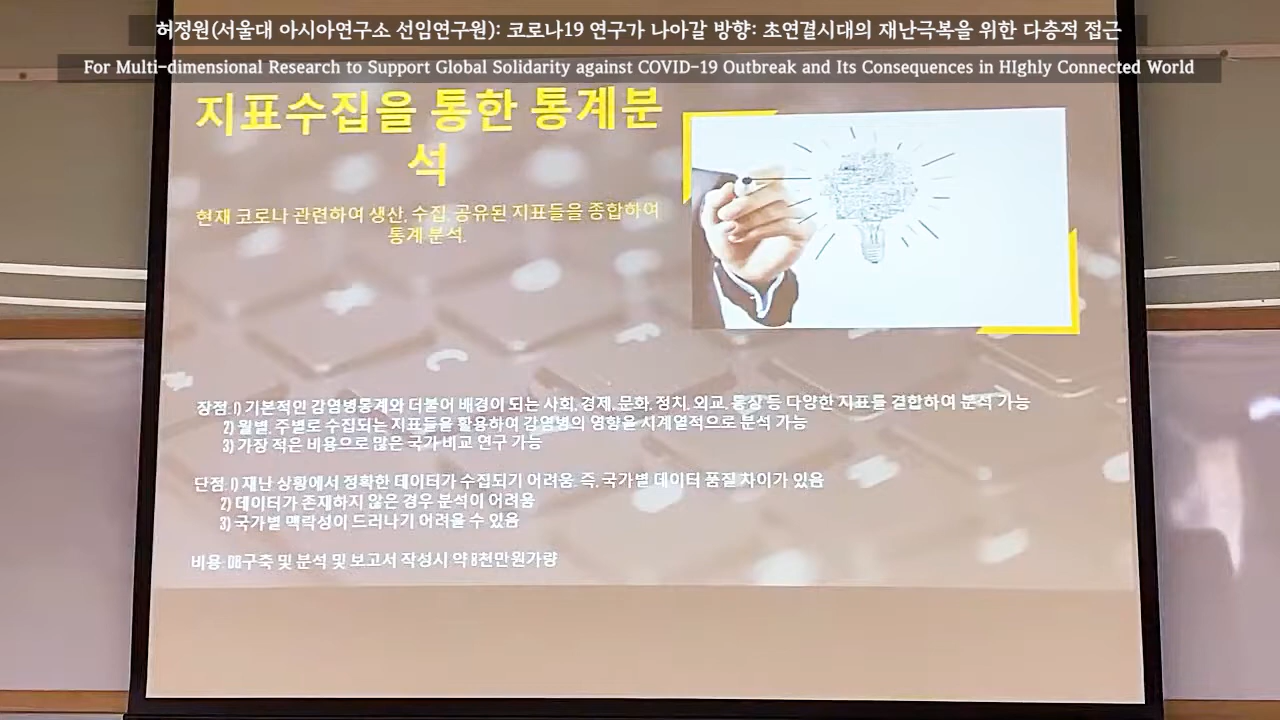 허정원(서울대 아시아연구소 선임연구원): 코로나19 연구가 나아갈 방향: 초연결시대의 재난극복을 위한 다층적 접근
For Multi-dimensional Research to Support Global Solidarity against COVID-19 Outbreak and Its Consequences in HIghly Connected World
지표수집을 통한 통계분
석
현재 코로나 관련하여 생산, 수집, 공유된 지표들을 종합하여
통계 분석.
장점: 1) 기본적인 감염병통계와 더불어 배경이 되는 사회, 경제, 문화, 정치, 외교, 통상 등 다양한 지표를 결합하여 분석 가능
2) 월별, 주별로 수집되는 지표들을 활용하여 감염병의 영향을 시계열적으로 분석 가능
3) 가장 적은 비용으로 많은 국가 비교 연구 가능
단점: 1) 재난 상황에서 정확한 데이터가 수집되기 어려움. 즉, 국가별 데이터 품질 차이가 있음
2) 데이터가 존재하지 않은 경우 분석이 어려움
3) 국가별 맥락성이 드러나기 어려울 수 있음
비용: DB구축 및 분석 및 보고서 작성시 약 8천만원가량